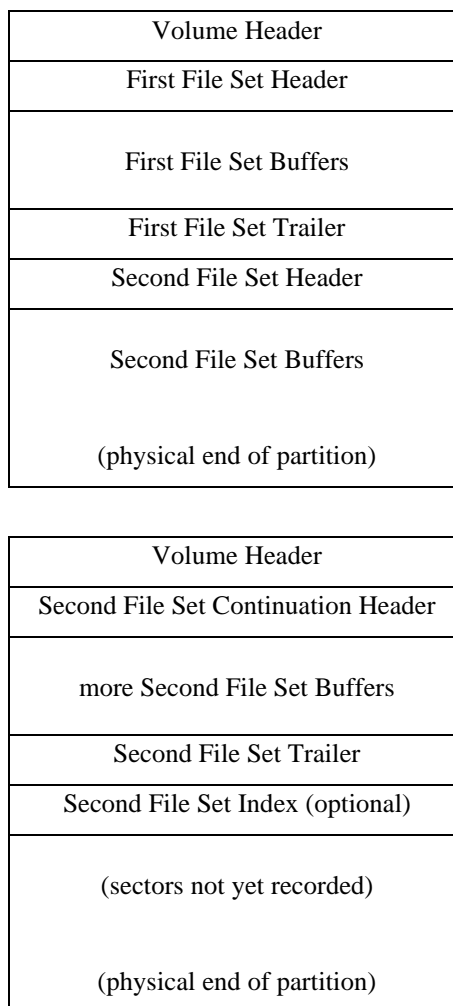 Volume Header
First File Set Header
First File Set Buffers
First File Set Trailer
Second File Set Header
Second File Set Buffers
(physical end of partition)
Volume Header
Second File Set Continuation Header
more Second File Set Buffers
Second File Set Trailer
Second File Set Index (optional)
(sectors not yet recorded)
(physical end of partition)